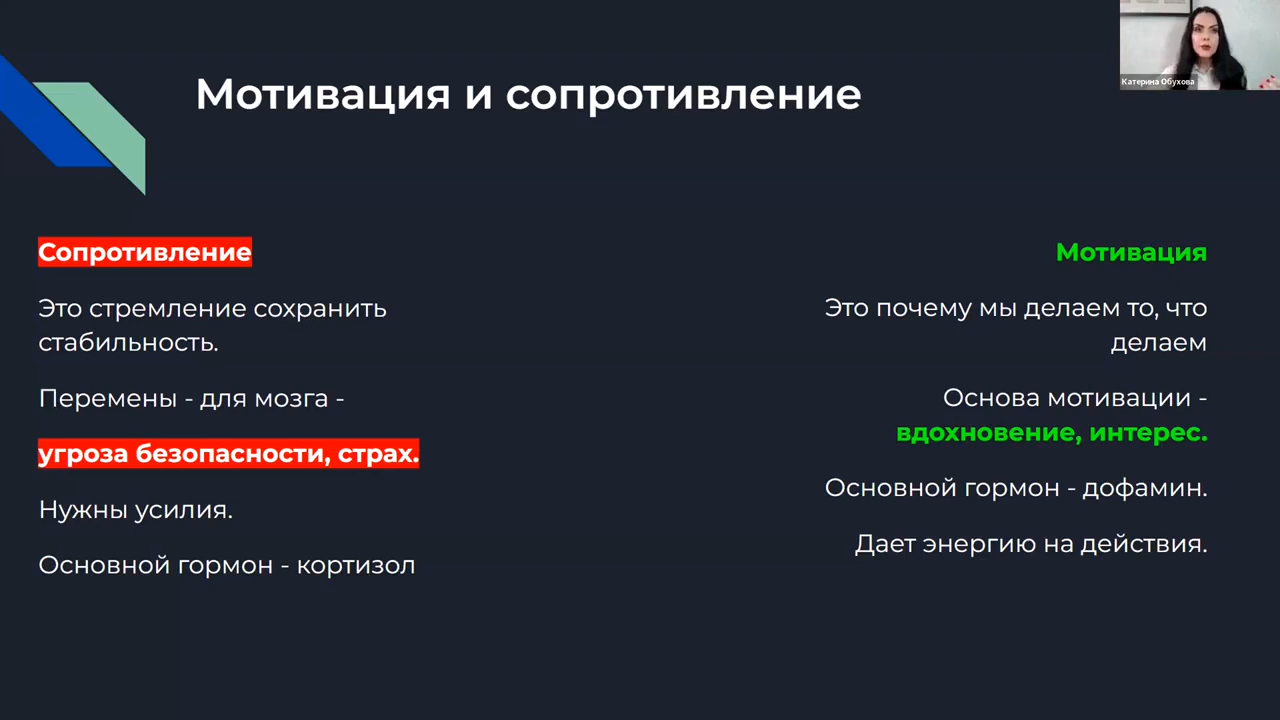 Мотивация и сопротивление
Катерина Обухова
Сопротивление
Это стремление сохранить
стабильность.
Перемены - для мозга -
угроза безопасности, страх.
Нужны усилия.
Основной гормон - кортизол
Мотивация
Это почему мы делаем то, что
делаем
Основа мотивации -
вдохновение, интерес.
Основной гормон - дофамин.
Дает энергию на действия.